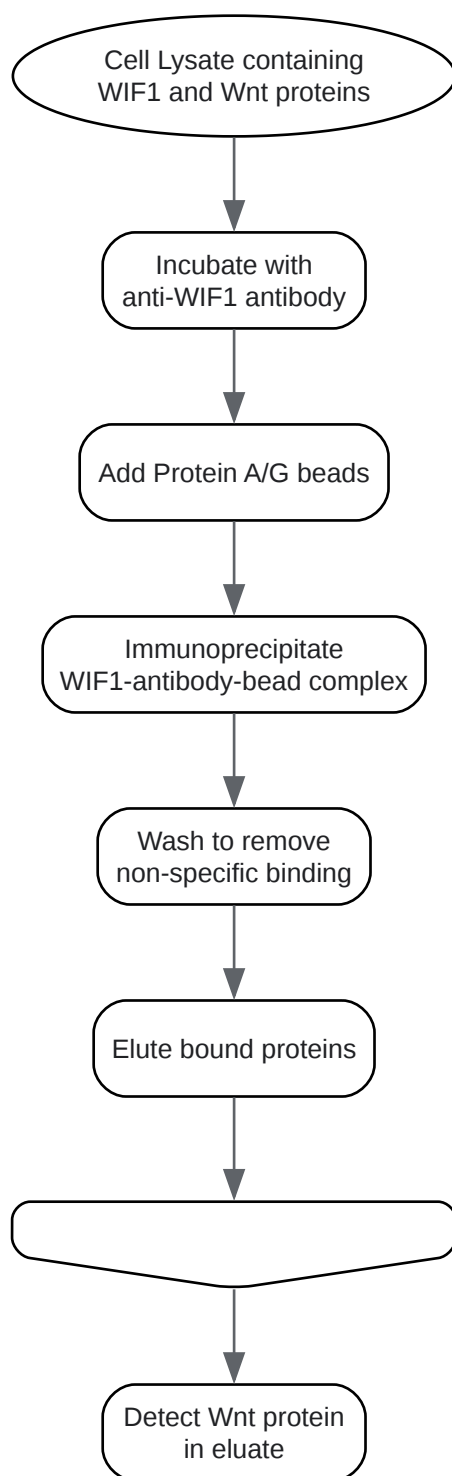 Cell Lysate containing
WIF1 and Wnt proteins
Incubate with
anti-WIF1 antibody
Add Protein A/G beads
Immunoprecipitate
WIF1-antibody-bead complex
Wash to remove
non-specific binding
Elute bound proteins
Detect Wnt protein
in eluate